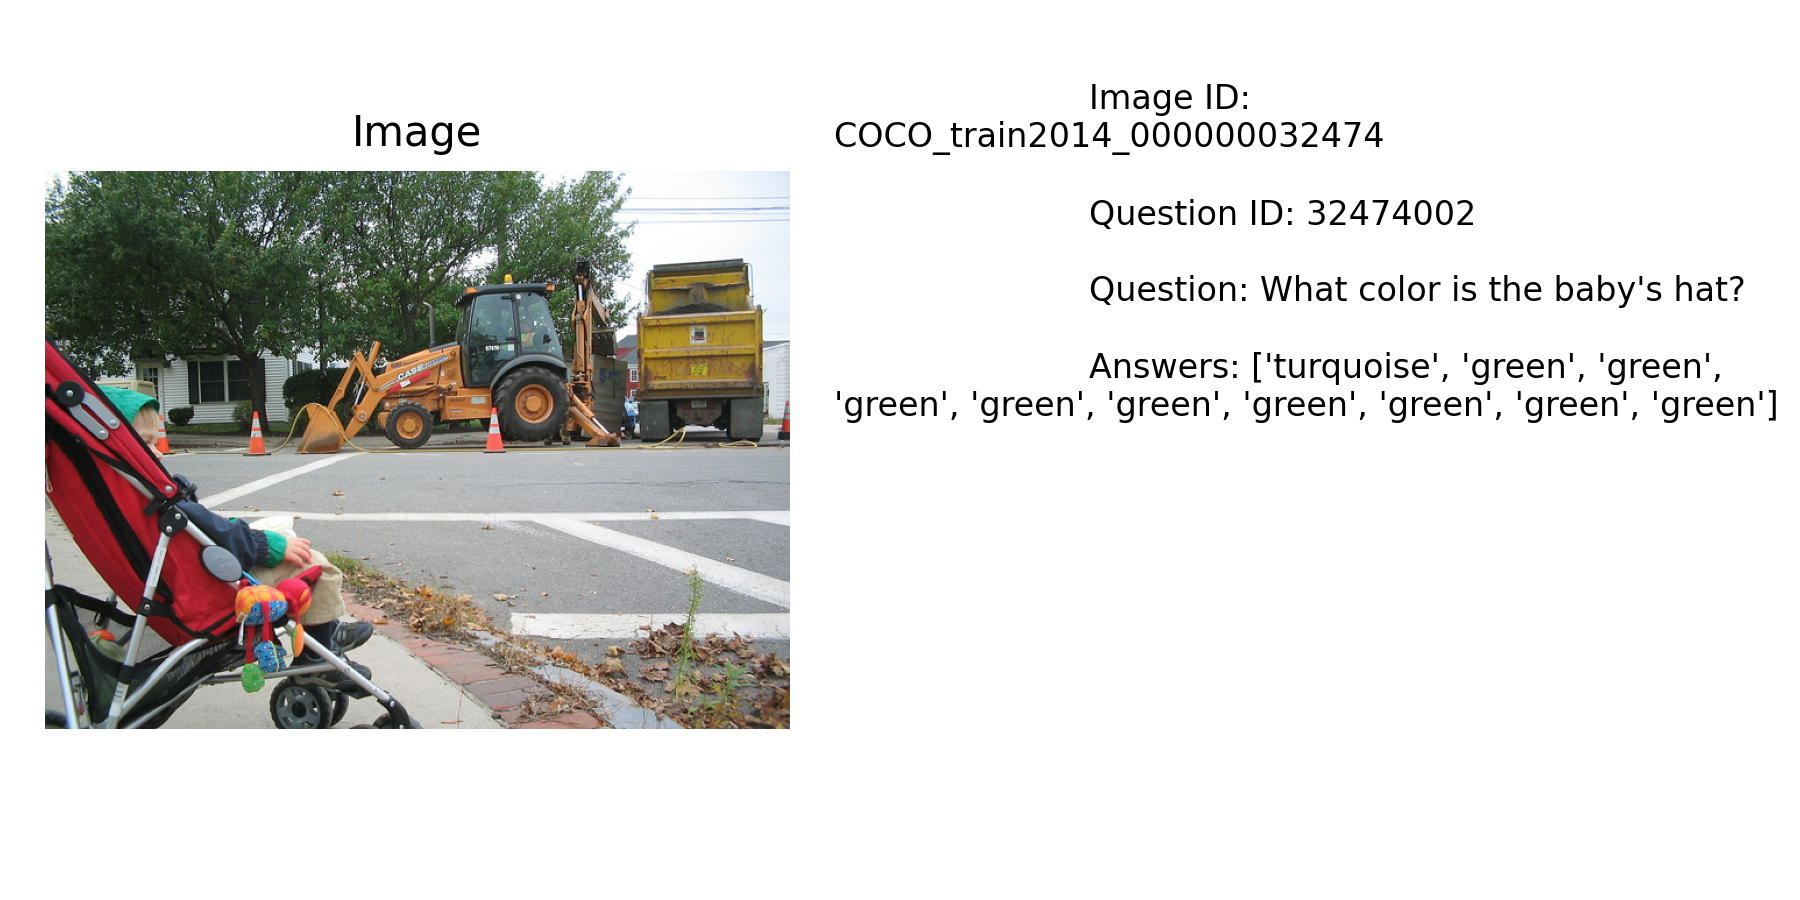 Image
Image ID:
COCO_train2014_000000032474
Question ID: 32474002
Question: What color is the baby's hat?
Answers: ['turquoise', 'green', 'green',
'green', 'green', 'green', 'green', 'green', 'green', 'green']
CASE